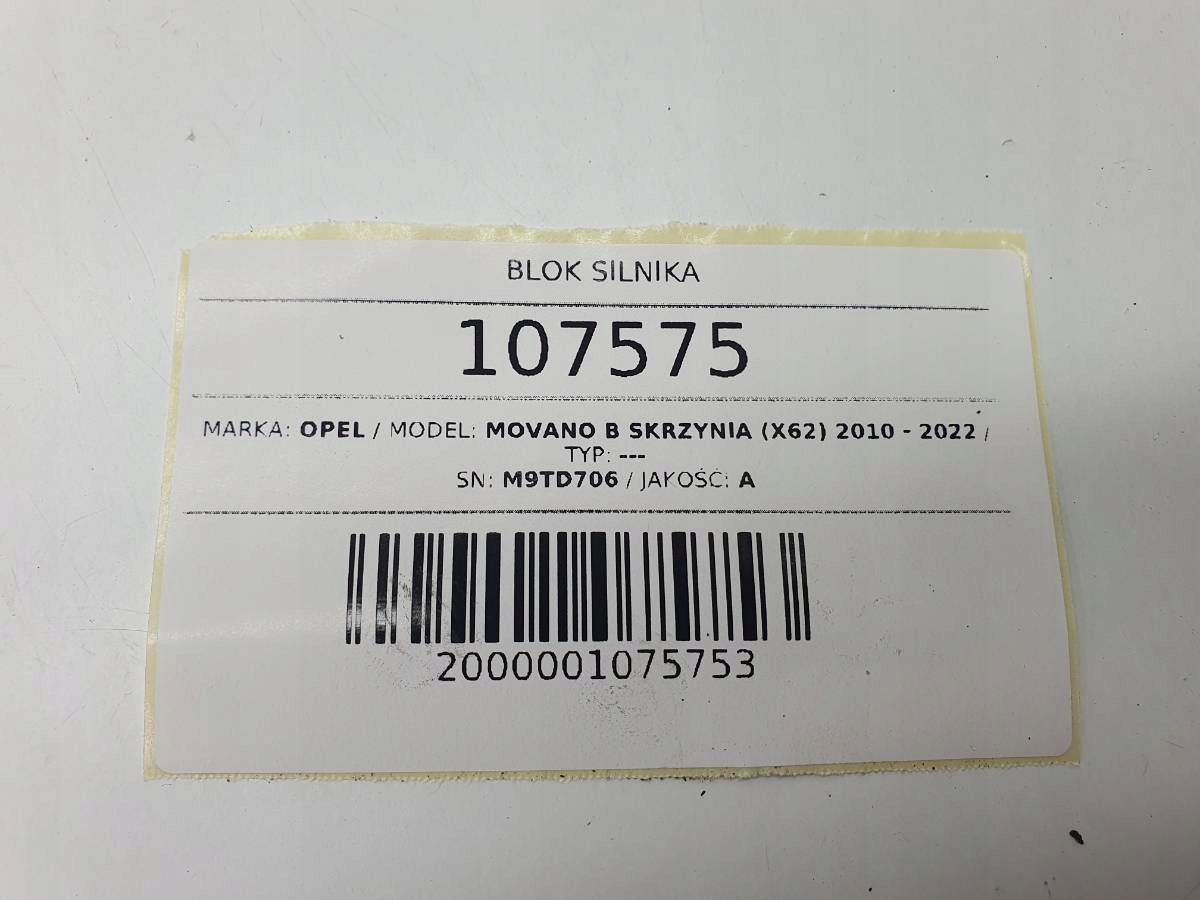 BLOK SILNIKA
107575
MARKA: OPEL / MODEL: MOVANO B SKRZYNIA (X62) 2010 - 2022 /
TYP: ---
SN: M9TD706 / JAKOŚĆ: A
2000001075753